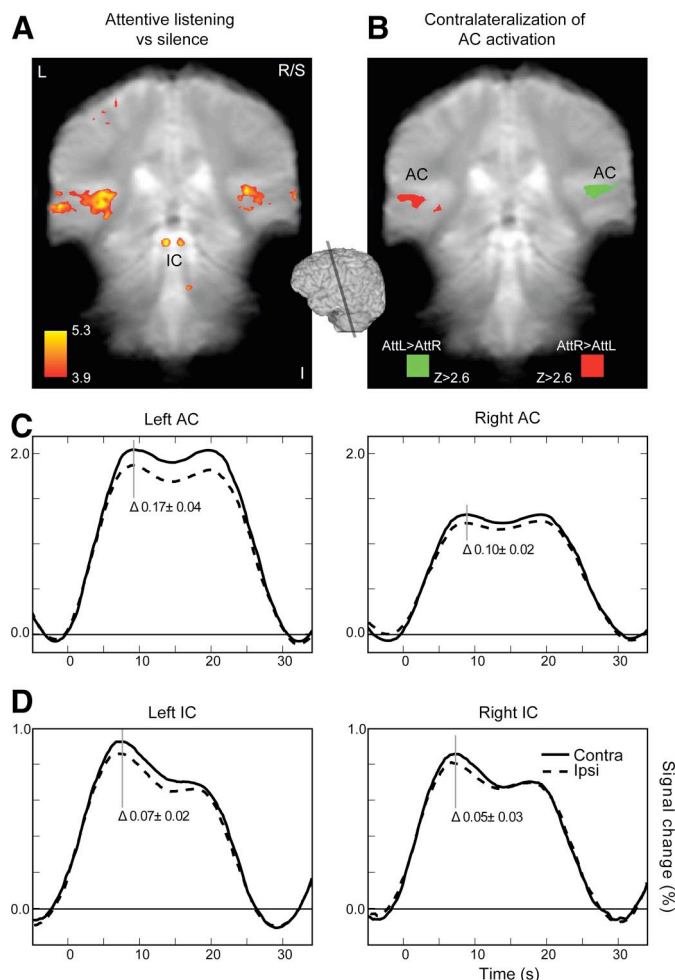 A
Attentive listening
vs silence
B
Contralateralization of
AC activation
L
R/S
AC
AC
IC
5.3
3.9
I
AttL>AttR
Z>2.6
AttR>AttL
Z>2.6
C
Left AC
Right AC
2.0
2.0
Δ 0.17± 0.04
Δ 0.10± 0.02
0.0
0.0
0 10 20 30
0 10 20 30
D
Left IC
Right IC
1.0
1.0
Contra
Ipsi
Δ 0.07± 0.02
Δ 0.05± 0.03
0.0
0.0
0 10 20 30
0 10 20 30
Time (s)
Signal change (%)